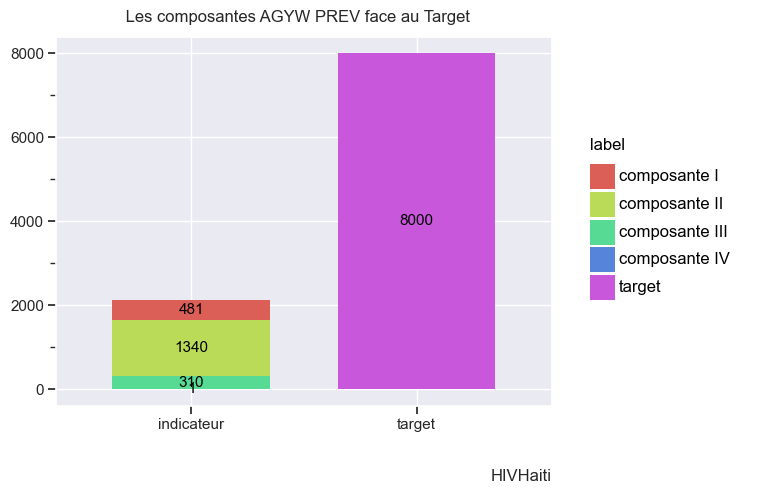 Les composantes AGYW PREV face au Target
8000
6000
4000
2000
0
481
1340
310
1
8000
indicateur
target
label
composante I
composante II
composante III
composante IV
target
HIVHaiti